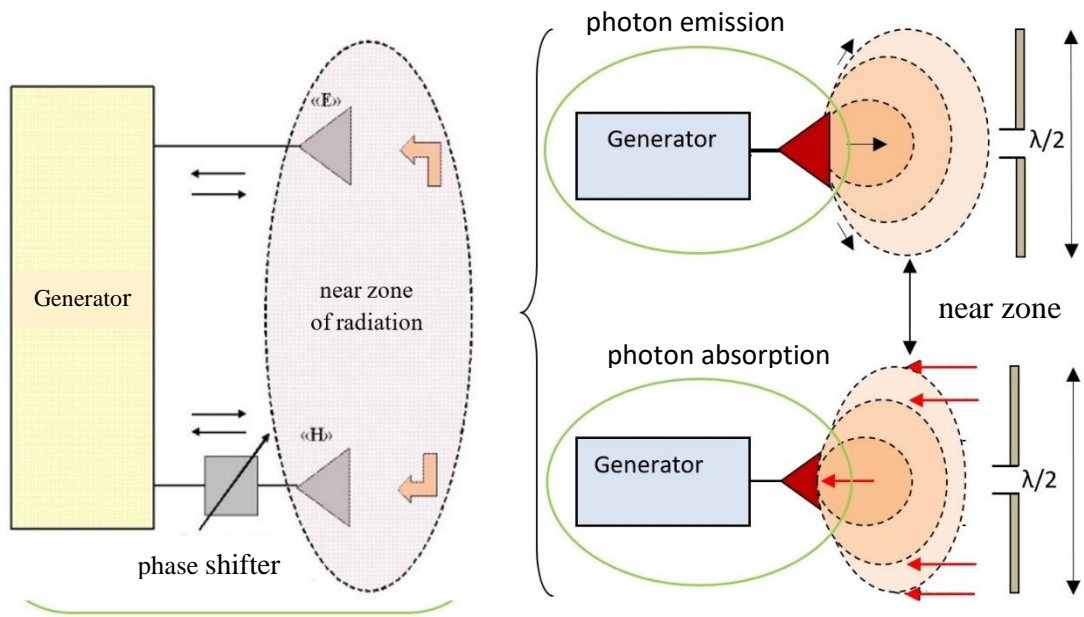 «E»
Generator
near zone
of radiation
«H»
phase shifter
photon emission
Generator
λ/2
near zone
photon absorption
Generator
λ/2